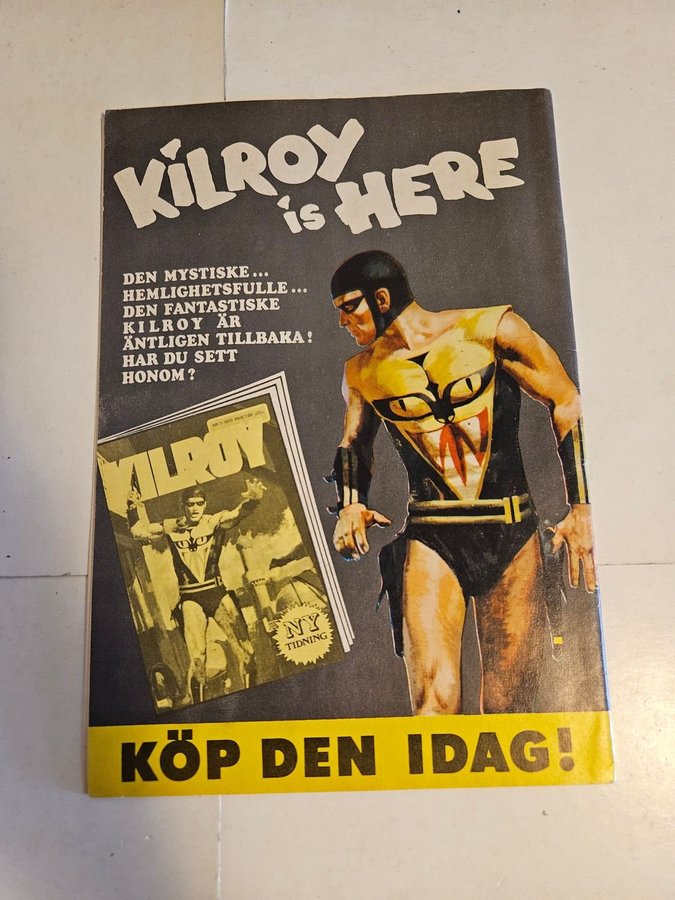 KiLROY
is HERE
DEN MYSTISKE...
HEMLIGHETSFULLE...
DEN FANTASTISKE
KILROY ÄR
ÄNTLIGEN TILLBAKA!
HAR DU SETT
HONOM?
KILROY
NY
TIDNING
KÖP DEN IDAG!